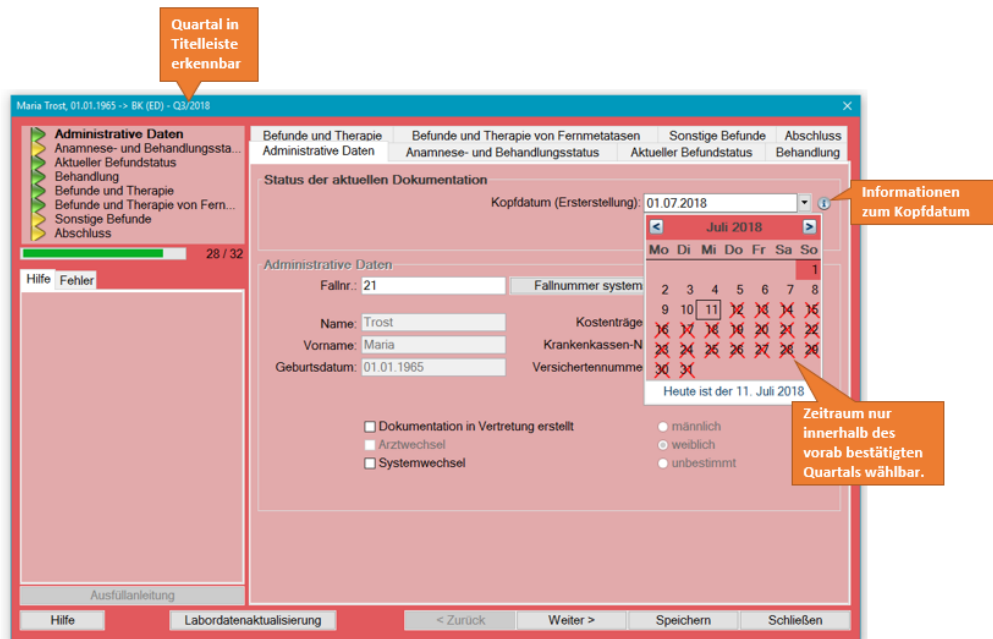 Quartal in
Titelleiste
erkennbar
Maria Trost, 01.01.1965 -> BK (ED) - Q3/2018
Administrative Daten
Anamnese- und Behandlungssta...
Aktueller Befundstatus
Behandlung
Befunde und Therapie
Befunde und Therapie von Fern...
Sonstige Befunde
Abschluss
28 / 32
Hilfe Fehler
Ausfüllanleitung
Befunde und Therapie Befunde und Therapie von Fernmetatasen Sonstige Befunde Abschluss
Administrative Daten Anamnese- und Behandlungsstatus Aktueller Befundstatus Behandlung
Status der aktuellen Dokumentation
Kopfdatum (Ersterstellung): 01.07.2018
Informationen
zum Kopfdatum
Juli 2018
Mo Di Mi Do Fr Sa So
1
2 3 4 5 6 7 8
9 10 11 12 13 14 15
16 17 18 19 20 21 22
23 24 25 26 27 28 29
30 31
Heute ist der 11. Juli 2018
Zeitraum nur
innerhalb des
vorab bestätigten
Quartals wählbar.
Administrative Daten
Fallnr.: 21 Fallnummer system
Name: Trost Kostenträge
Vorname: Maria Krankenkassen-N
Geburtsdatum: 01.01.1965 Versichertennumme
Dokumentation in Vertretung erstellt männlich
Arztwechsel weiblich
Systemwechsel unbestimmt
Hilfe Labordatenaktualisierung < Zurück Weiter > Speichern Schließen